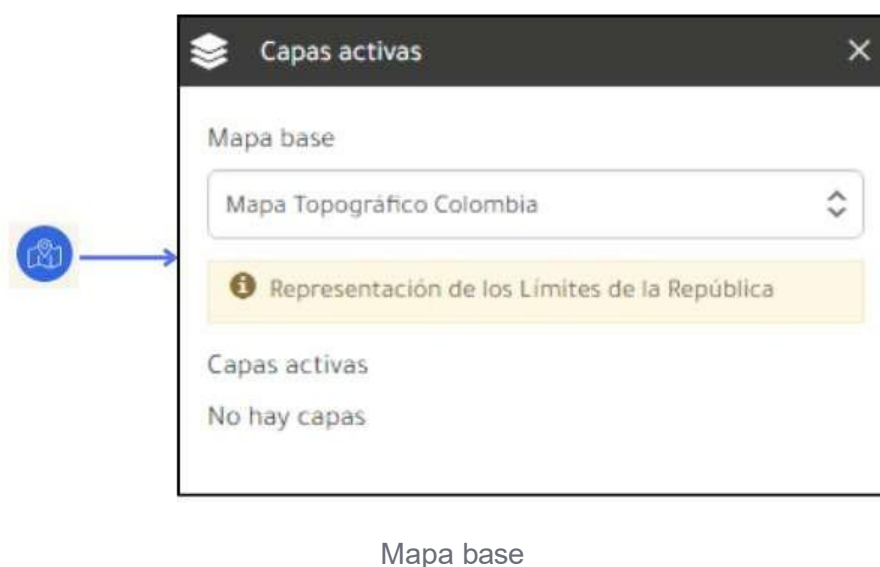 Capas activas
Mapa base
Mapa Topográfico Colombia
Representación de los Límites de la República
Capas activas
No hay capas
Mapa base